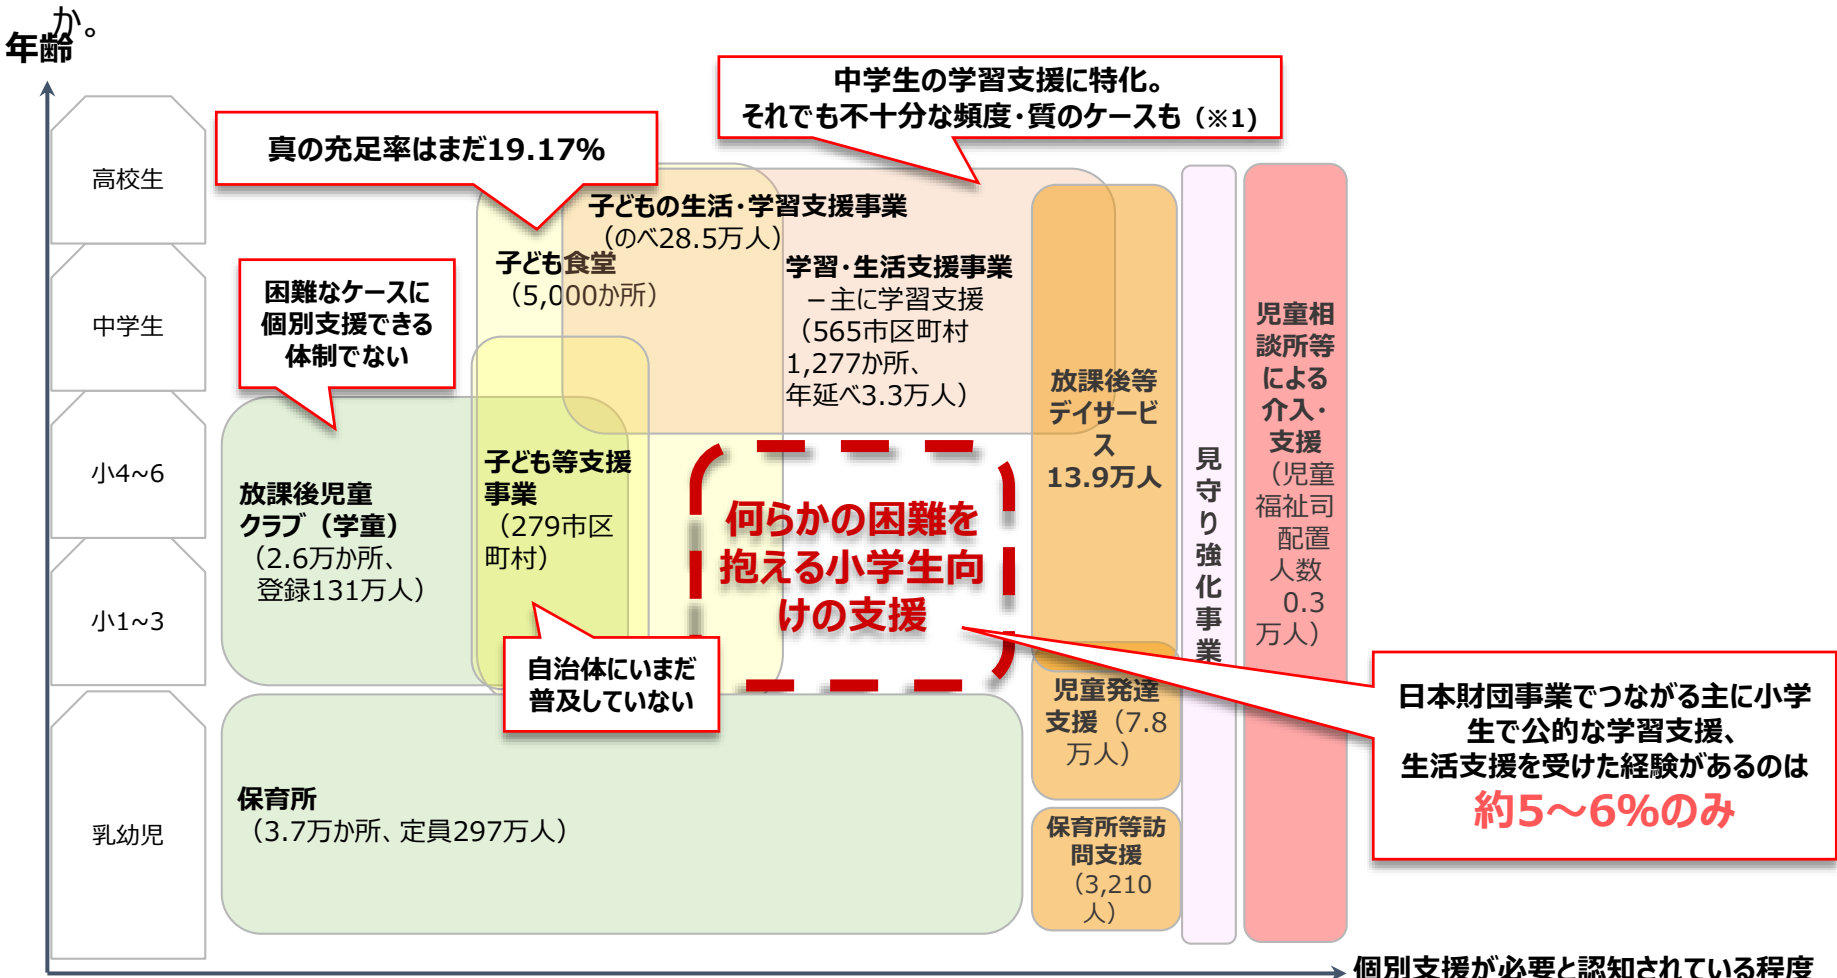 か。
年齢
高校生
中学生
小4~6
小1~3
乳幼児
真の充足率はまだ19.17%
中学生の学習支援に特化。
それでも不十分な頻度・質のケースも（※1)
困難なケースに
個別支援できる
体制でない
子どもの生活・学習支援事業
（のべ28.5万人）
子ども食堂
（5,000か所）
学習・生活支援事業
－主に学習支援
（565市区町村
1,277か所、
年延べ3.3万人）
放課後児童
クラブ（学童）
（2.6万か所、
登録131万人）
子ども等支援
事業
（279市区
町村）
自治体にいまだ
普及していない
何らかの困難を
抱える小学生向
けの支援
放課後等
デイサービ
ス
13.9万人
児童発達
支援（7.8
万人）
保育所等訪
問支援
（3,210
人）
見守り強化事業
児童相
談所等
による
介入・
支援
（児童
福祉司
配置
人数
0.3
万人）
日本財団事業でつながる主に小学
生で公的な学習支援、
生活支援を受けた経験があるのは
約5～6%のみ
保育所
（3.7万か所、定員297万人）
個別支援が必要と認知されている程度